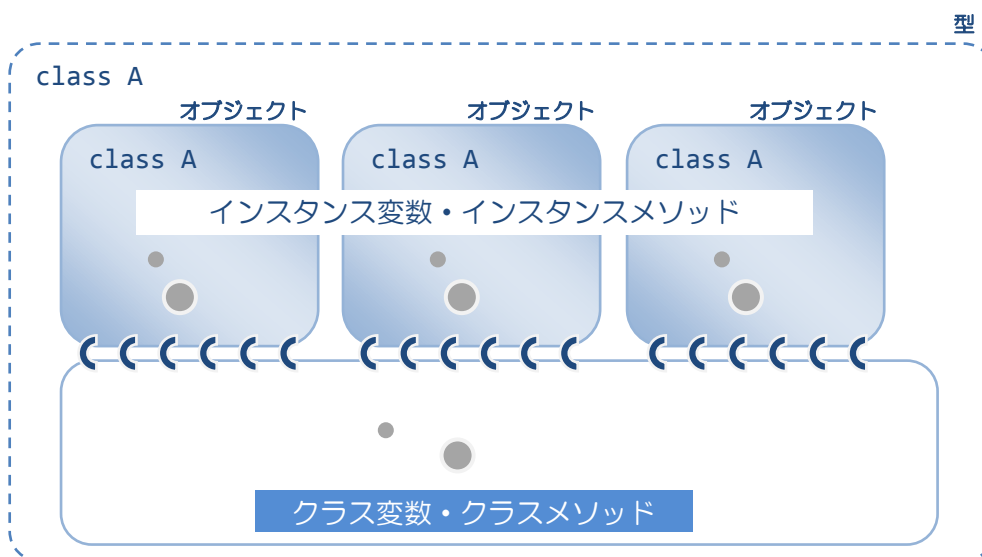 型
class A
オブジェクト オブジェクト オブジェクト
class A class A class A
インスタンス変数・インスタンスメソッド
クラス変数・クラスメソッド